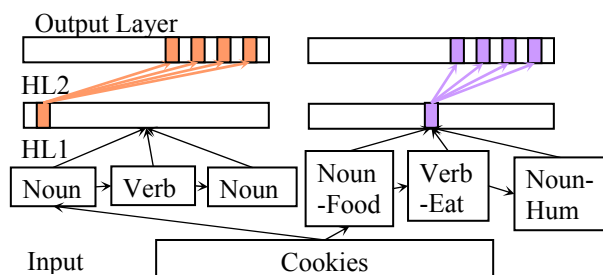 Output Layer
HL2
HL1
Noun
Verb
Noun
Noun
-Food
Verb
-Eat
Noun-
Hum
Input
Cookies